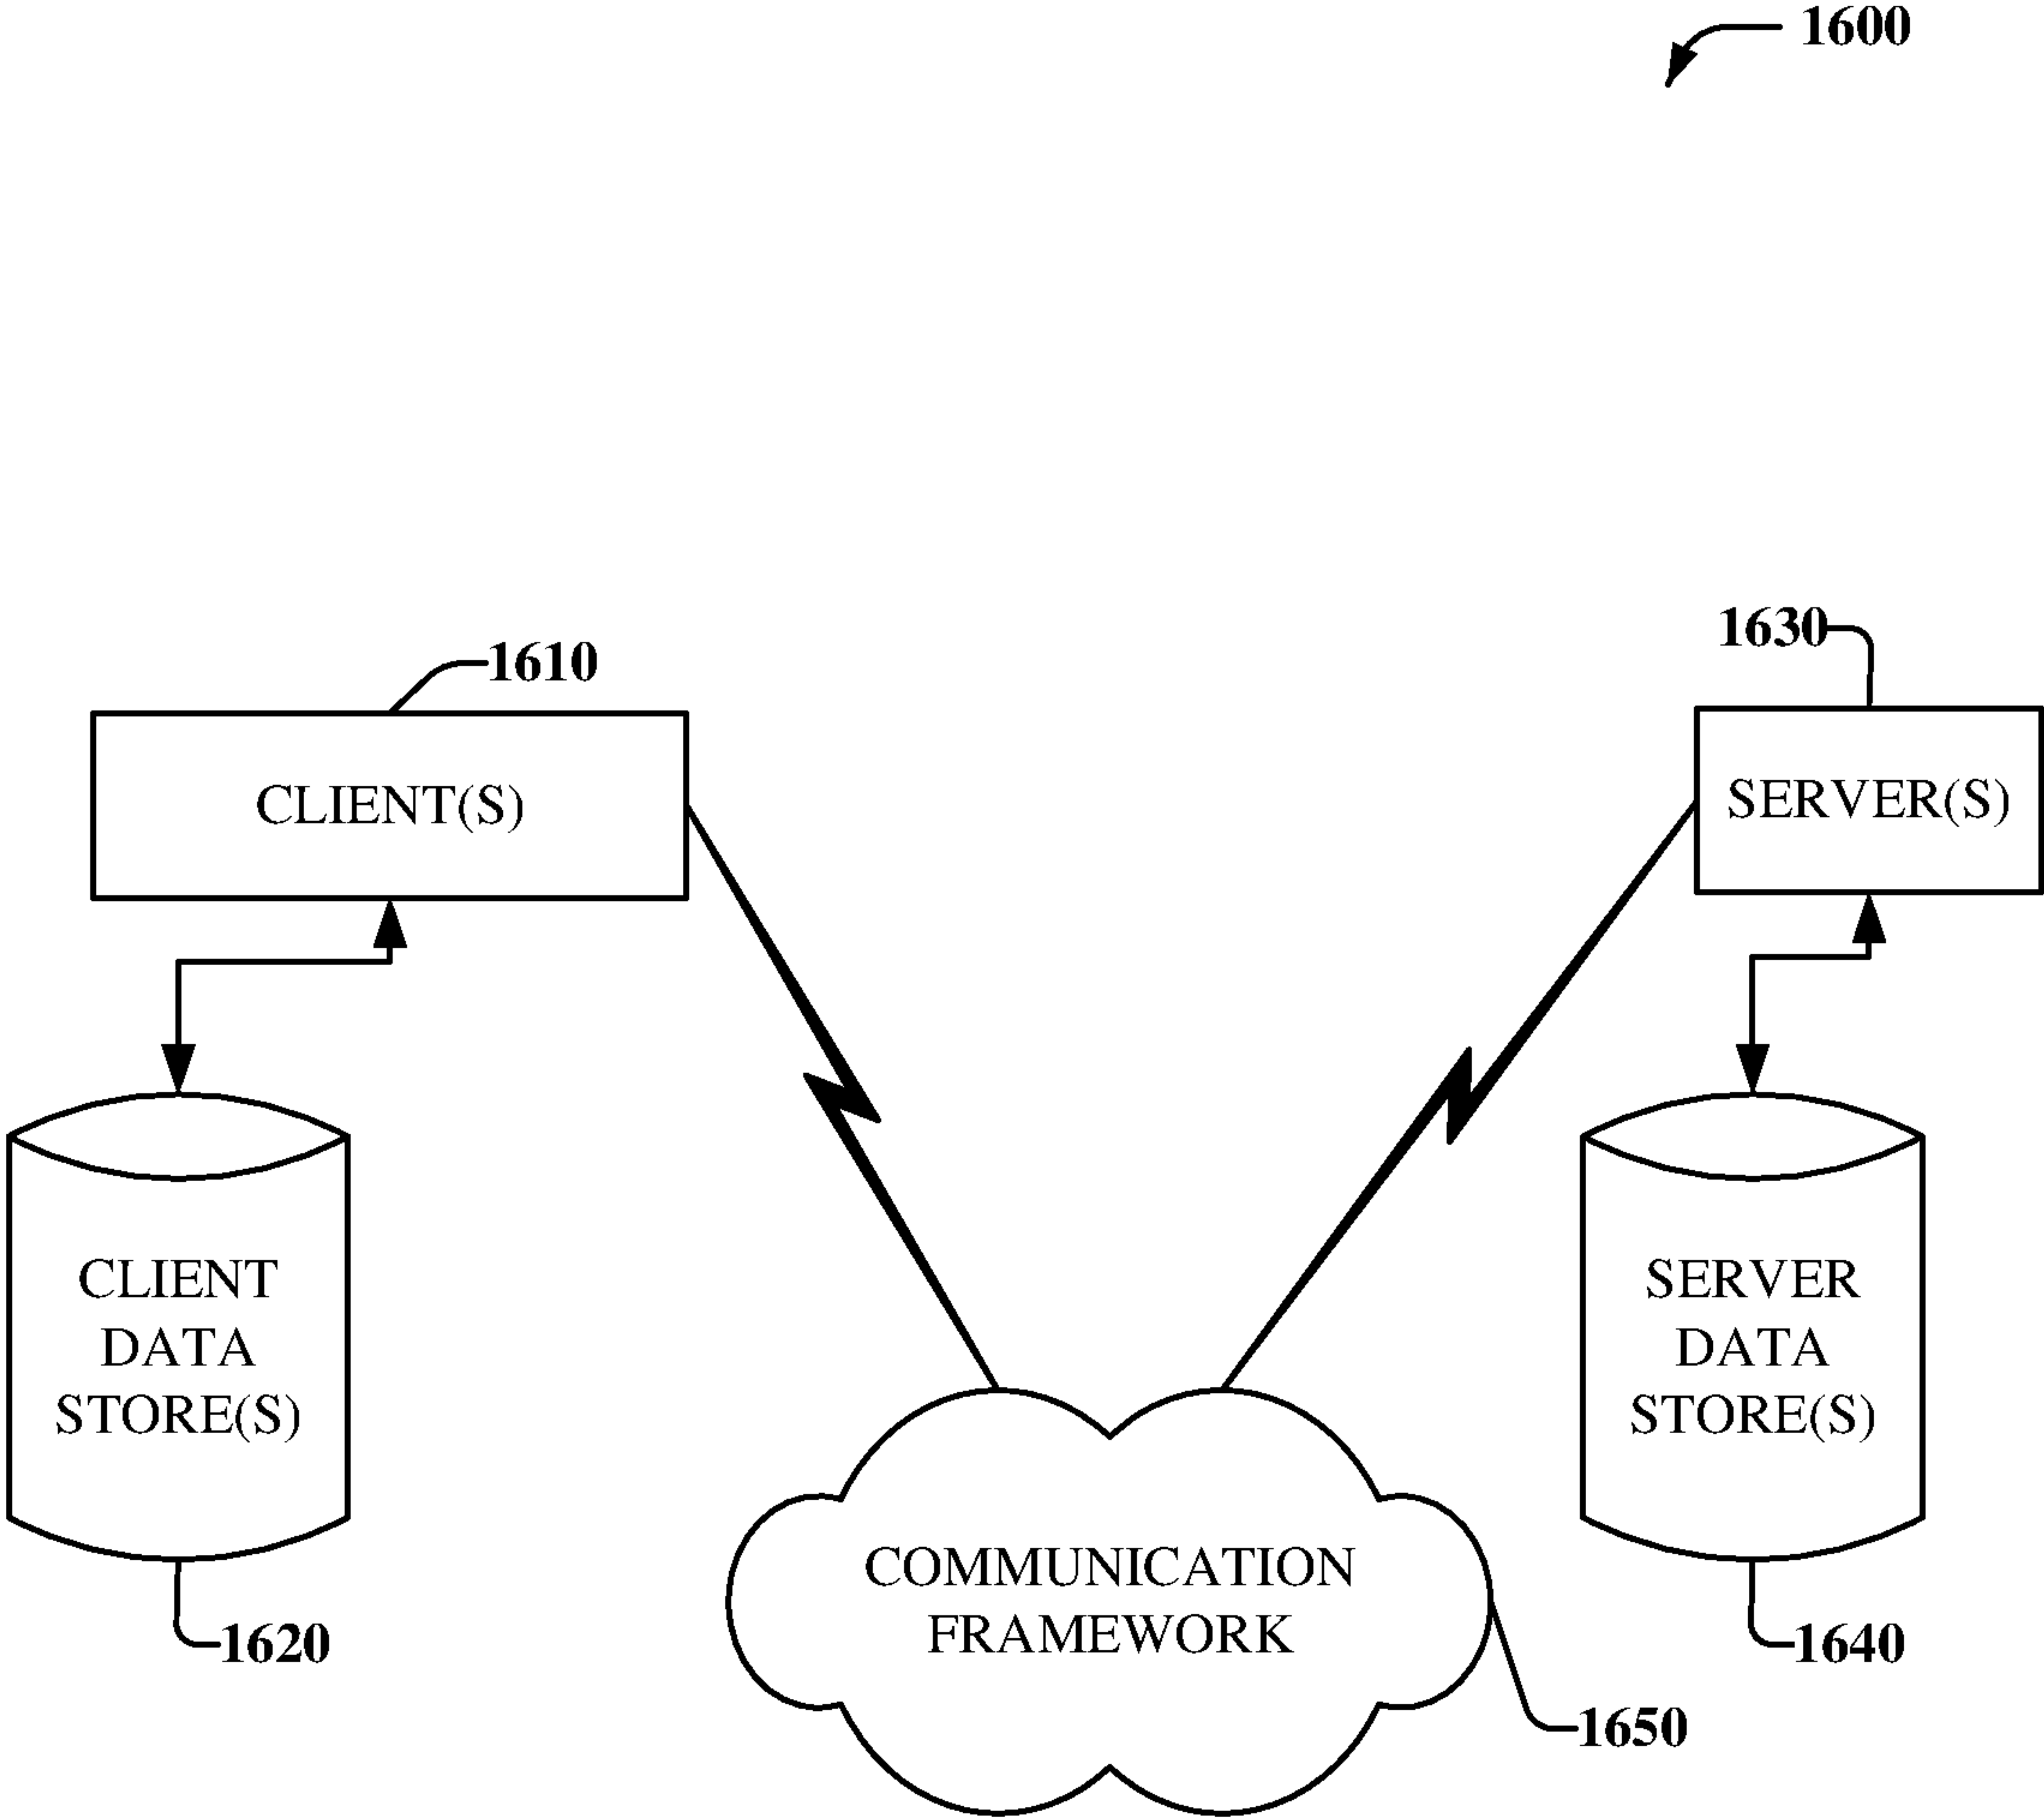 1600
1630
1610
CLIENT(S)
SERVER(S)
CLIENT
DATA
STORE(S)
SERVER
DATA
STORE(S)
COMMUNICATION
FRAMEWORK
1620
1640
1650